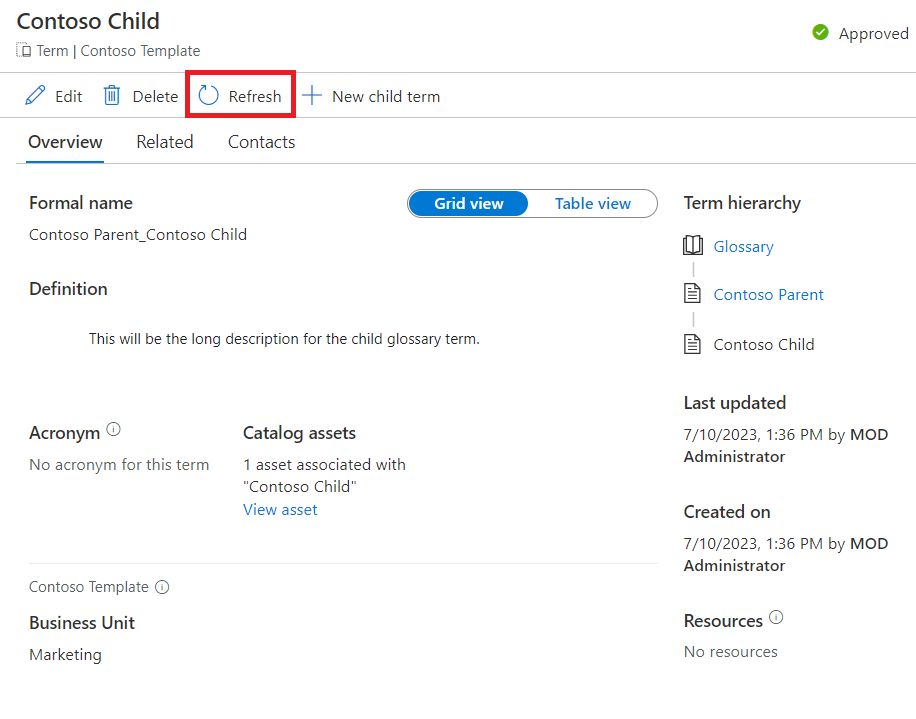 Contoso Child
Term | Contoso Template
Approved
Edit
Delete
Refresh
New child term
Overview
Related
Contacts
Formal name
Grid view
Table view
Contoso Parent_Contoso Child
Definition
This will be the long description for the child glossary term.
Acronym
No acronym for this term
Catalog assets
1 asset associated with
"Contoso Child"
View asset
Contoso Template
Business Unit
Marketing
Term hierarchy
Glossary
Contoso Parent
Contoso Child
Last updated
7/10/2023, 1:36 PM by MOD
Administrator
Created on
7/10/2023, 1:36 PM by MOD
Administrator
Resources
No resources